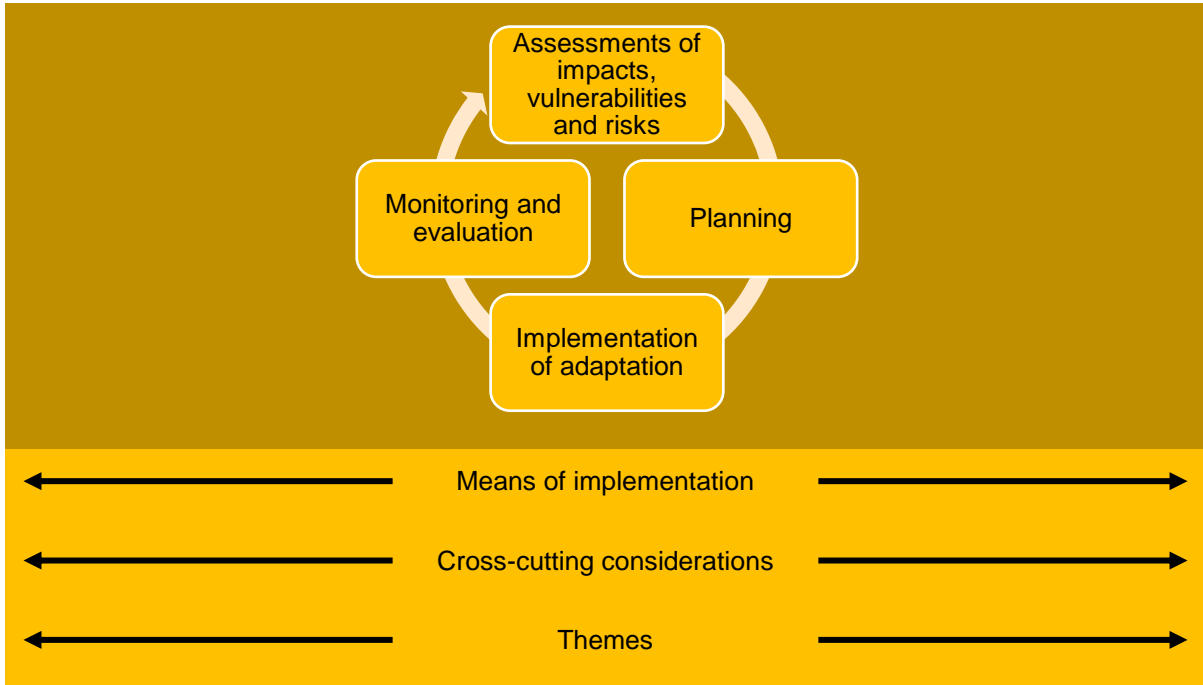 Assessments of
impacts,
vulnerabilities
and risks
Monitoring and
evaluation
Planning
Implementation
of adaptation
Means of implementation
Cross-cutting considerations
Themes